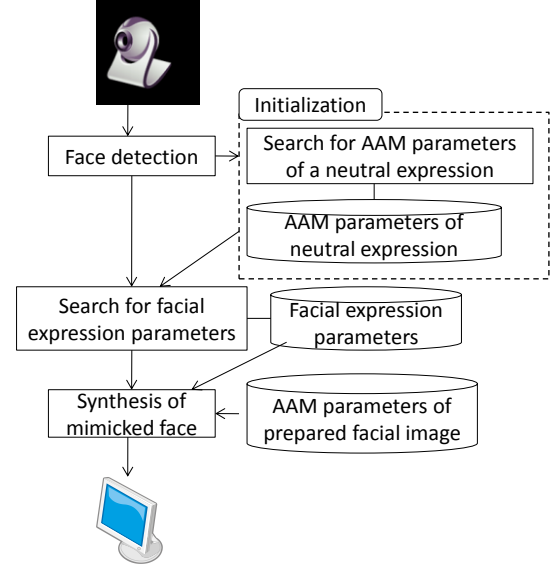 Initialization
Face detection
Search for AAM parameters
of a neutral expression
AAM parameters of
neutral expression
Search for facial
expression parameters
Facial expression
parameters
Synthesis of
mimicked face
AAM parameters of
prepared facial image